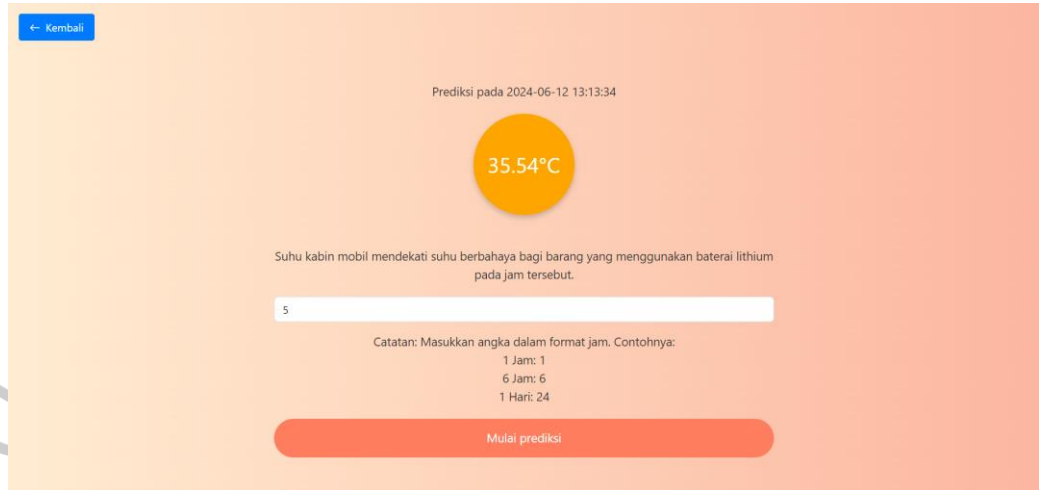 ← Kembali
Prediksi pada 2024-06-12 13:13:34
35.54°C
Suhu kabin mobil mendekati suhu berbahaya bagi barang yang menggunakan baterai lithium
pada jam tersebut.
5
Catatan: Masukkan angka dalam format jam. Contohnya:
1 Jam: 1
6 Jam: 6
1 Hari: 24
Mulai prediksi